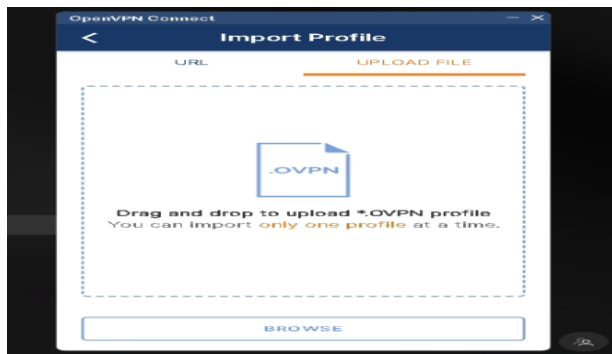 OpenVPN Connect
Import Profile
URL
UPLOAD FILE
.OVPN
Drag and drop to upload *.OVPN profile
You can import only one profile at a time.
BROWSE